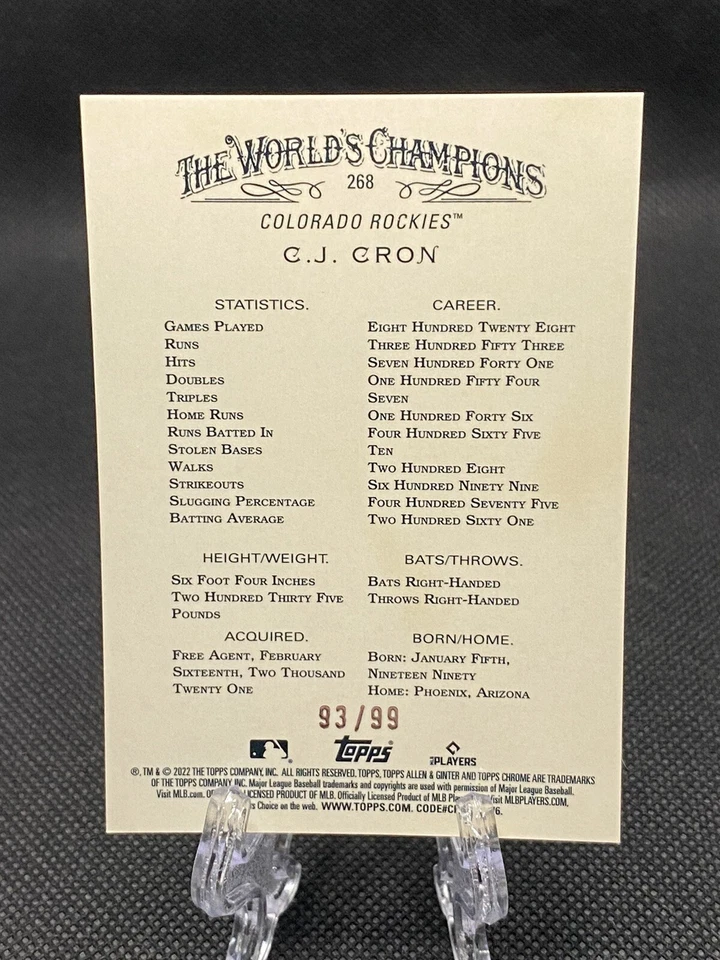 THE WORLD'S CHAMPIONS
268
COLORADO ROCKIES™
C.J. CRON
STATISTICS. CAREER.
GAMES PLAYED EIGHT HUNDRED TWENTY EIGHT
RUNS THREE HUNDRED FIFTY THREE
HITS SEVEN HUNDRED FORTY ONE
DOUBLES ONE HUNDRED FIFTY FOUR
TRIPLES SEVEN
HOME RUNS ONE HUNDRED FORTY SIX
RUNS BATTED IN FOUR HUNDRED SIXTY FIVE
STOLEN BASES TEN
WALKS TWO HUNDRED EIGHT
STRIKEOUTS SIX HUNDRED NINETY NINE
SLUGGING PERCENTAGE FOUR HUNDRED SEVENTY FIVE
BATTING AVERAGE TWO HUNDRED SIXTY ONE
HEIGHT/WEIGHT.
SIX FOOT FOUR INCHES
TWO HUNDRED THIRTY FIVE
POUNDS
BATS/THROWS.
BATS RIGHT-HANDED
THROWS RIGHT-HANDED
ACQUIRED.
FREE AGENT, FEBRUARY
SIXTEENTH, TWO THOUSAND
TWENTY ONE
BORN/HOME.
BORN: JANUARY FIFTH,
NINETEEN NINETY
HOME: PHOENIX, ARIZONA
93/99
topps
PLAYERS
®, TM & © 2022 THE TOPPS COMPANY, INC. ALL RIGHTS RESERVED. TOPPS, TOPPS ALLEN & GINTER AND TOPPS CHROME ARE TRADEMARKS
OF THE TOPPS COMPANY, INC. Major League Baseball trademarks and copyrights are used with permission of Major League Baseball.
Visit MLB.com. LICENSED PRODUCT OF MLB. Officially Licensed Product of MLB Visit MLBPLAYERS.COM,
Choice on the web. WWW.TOPPS.COM.